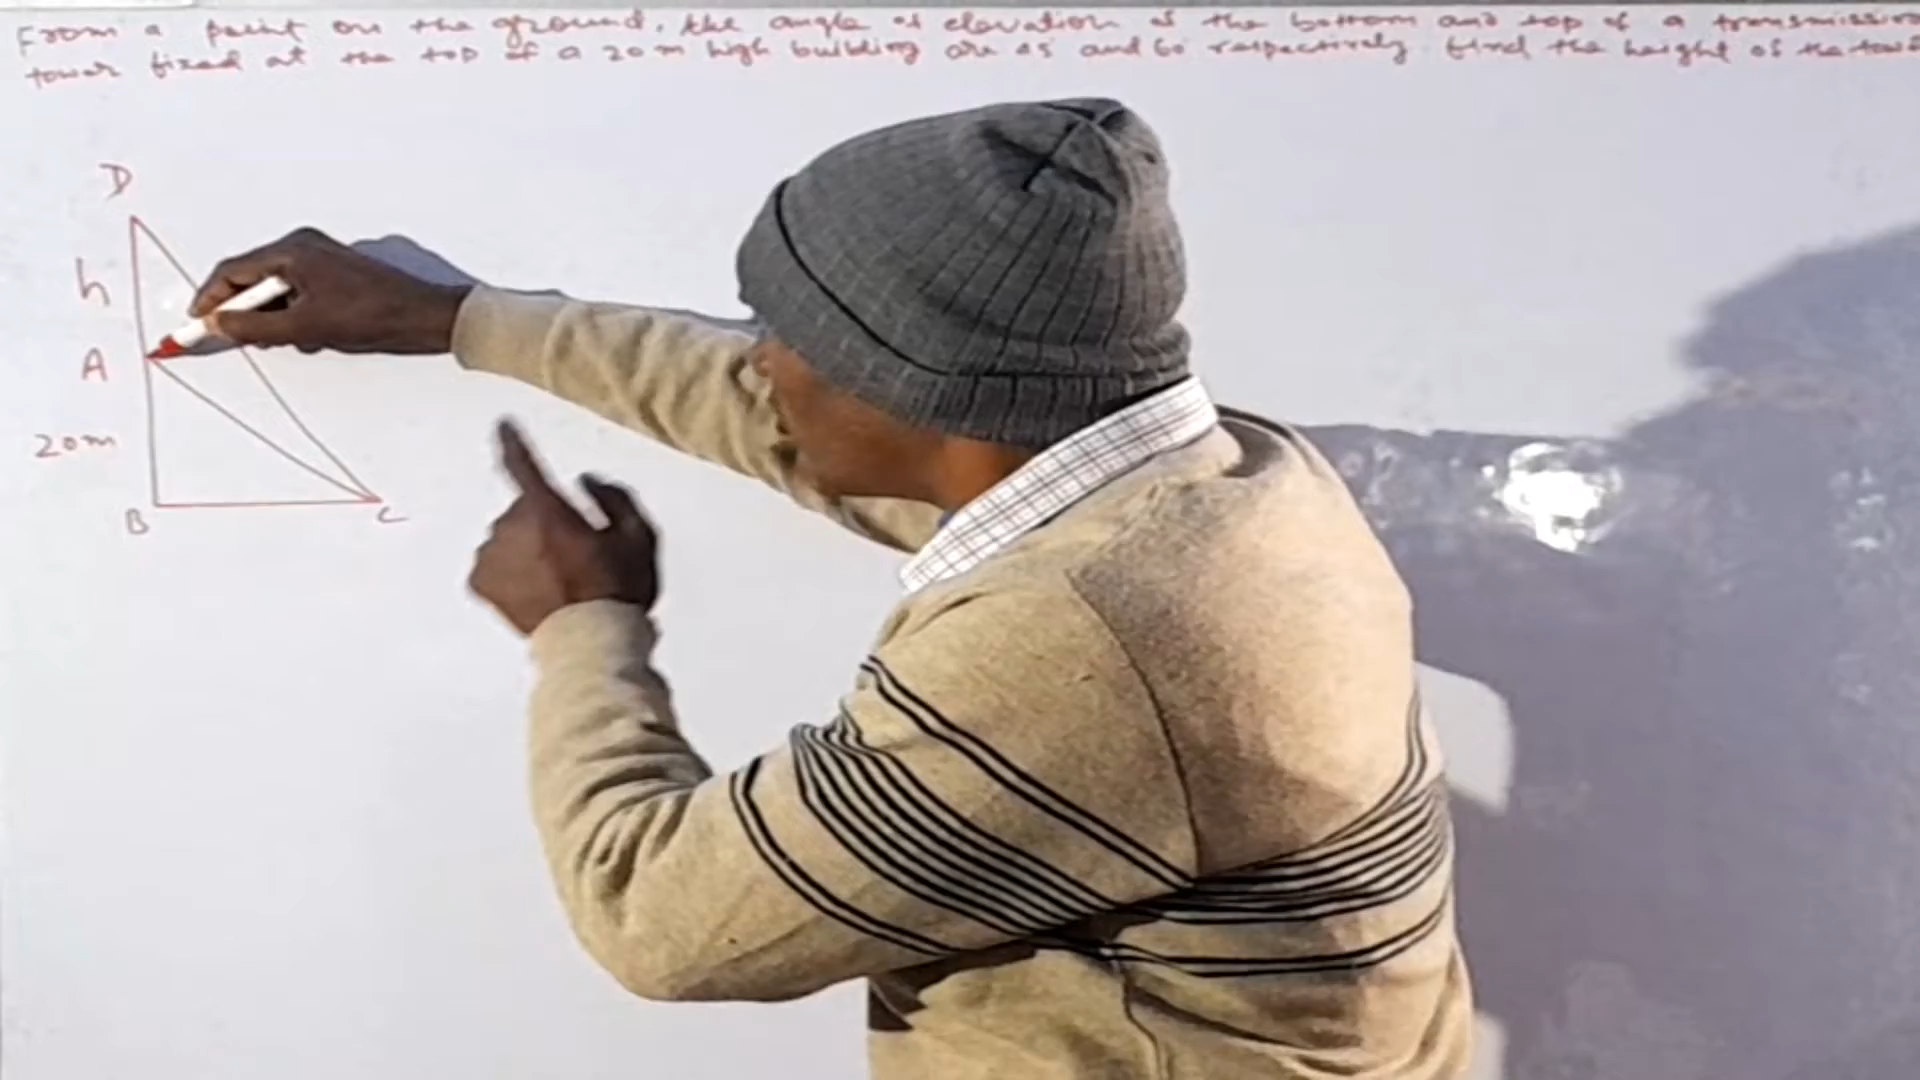 From a point on the ground, the angle of elevation of the bottom and top of a transmission
tower fixed at the top of a 20 m high building are 45 and 60 respectively find the height of the tower
D
h
A
20m
B
C